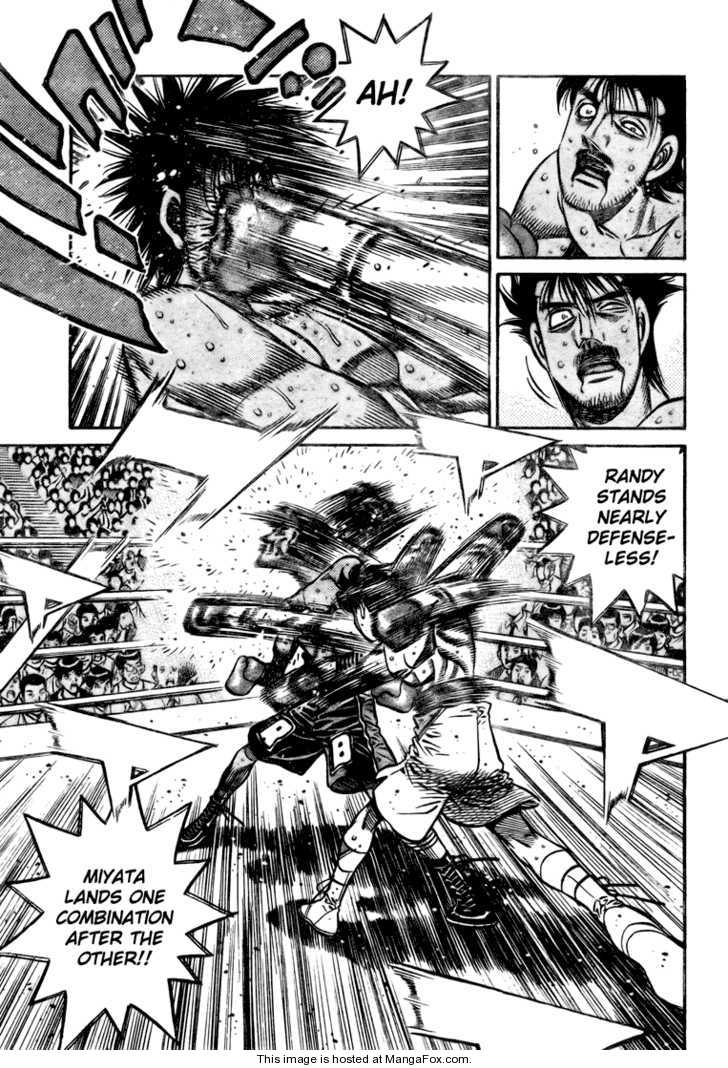 AH!
RANDY
STANDS
NEARLY
DEFENSE-
LESS!
MIYATA
LANDS ONE
COMBINATION
AFTER THE
OTHER!!
This image is hosted at MangaFox.com.